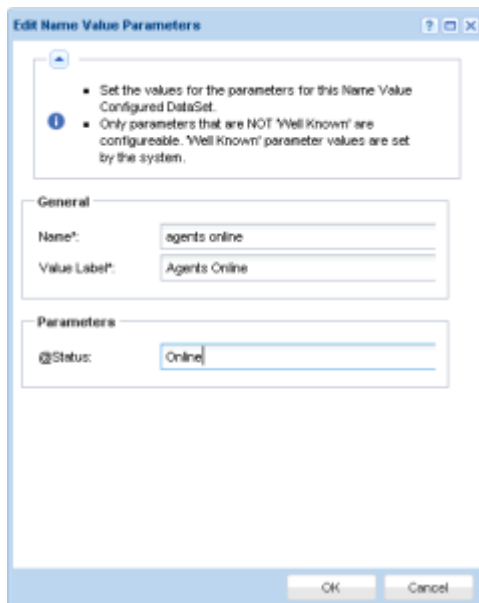 Edit Name Value Parameters
Set the values for the parameters for this Name Value
Configured DataSet.
Only parameters that are NOT 'Well Known' are
configureable. 'Well Known' parameter values are set
by the system.
General
Name*:
agents online
Value Label*:
Agents Online
Parameters
@Status:
Online
OK
Cancel